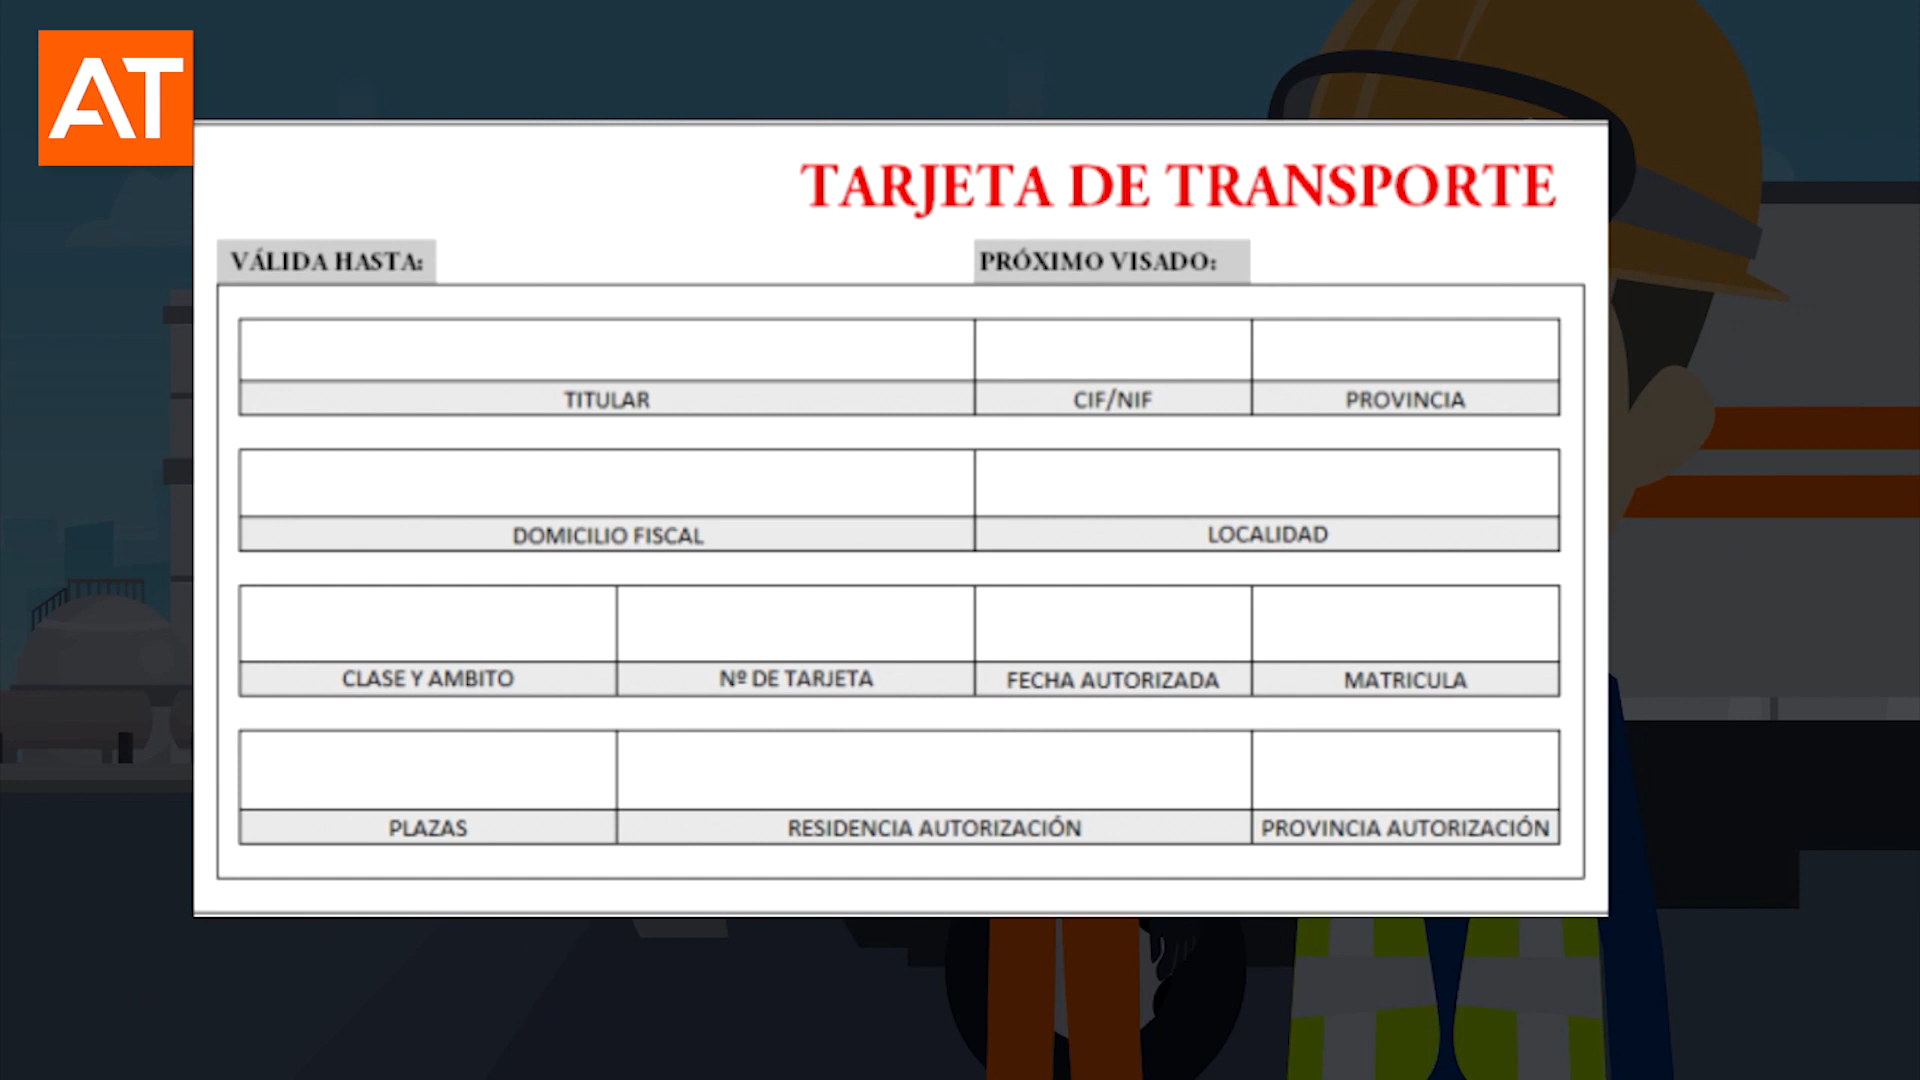 AT
TARJETA DE TRANSPORTE
VÁLIDA HASTA: PRÓXIMO VISADO:
TITULAR CIF/NIF PROVINCIA
DOMICILIO FISCAL LOCALIDAD
CLASE Y AMBITO Nº DE TARJETA FECHA AUTORIZADA MATRICULA
PLAZAS RESIDENCIA AUTORIZACIÓN PROVINCIA AUTORIZACIÓN